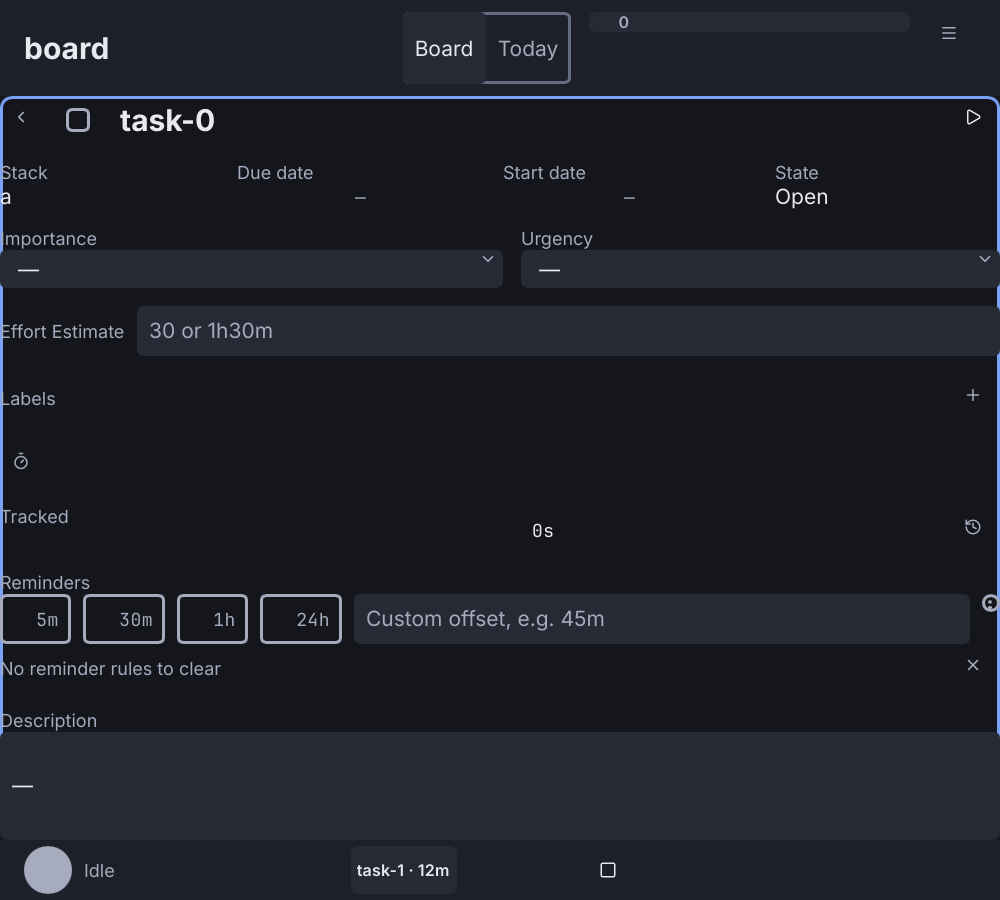 board
Board Today
0
task-0
Stack Due date Start date State
a – – Open
Importance Urgency
— —
Effort Estimate 30 or 1h30m
Labels
Tracked
0s
Reminders
5m 30m 1h 24h Custom offset, e.g. 45m
No reminder rules to clear
Description
—
Idle task-1 · 12m